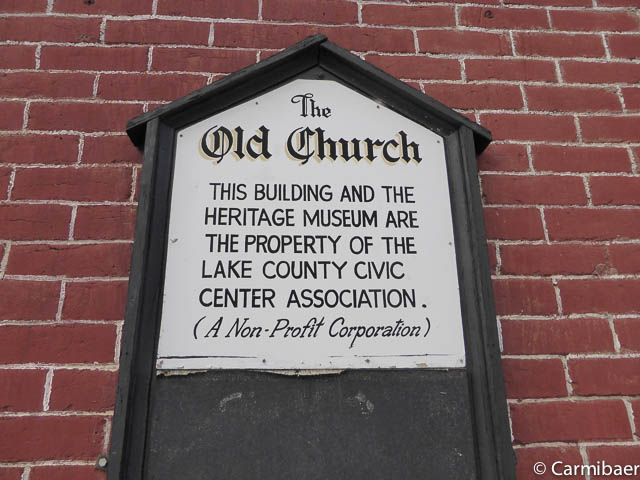 The
Old Church
THIS BUILDING AND THE
HERITAGE MUSEUM ARE
THE PROPERTY OF THE
LAKE COUNTY CIVIC
CENTER ASSOCIATION.
(A Non-Profit Corporation)
© Carmibaer